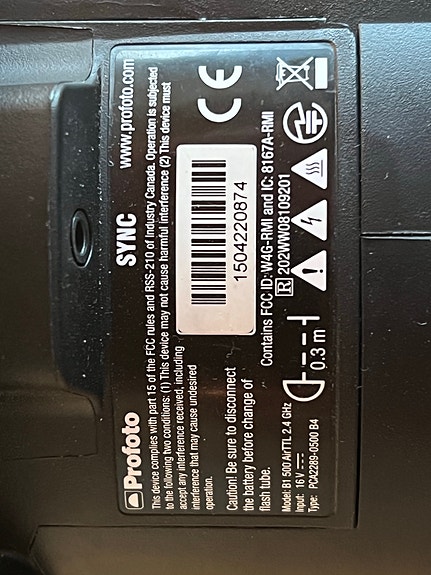 SYNC
Profoto
www.profoto.com
This device complies with part 15 of the FCC rules and RSS-210 of Industry Canada. Operation is subjected
to the following two conditions: (1) This device may not cause harmful interference (2) This device must
accept any interference received, including
interference that may cause undesired
operation.
1504220874
CE
Caution! Be sure to disconnect
the battery before change of
flash tube.
Contains FCC ID: W4G-RMI and IC: 8167A-RMI
R 202WW08109201
Model: B1 500 AirTTL 2.4 GHz
Input: 16 V
Type: PCA2289-0500 B4
0.3 m